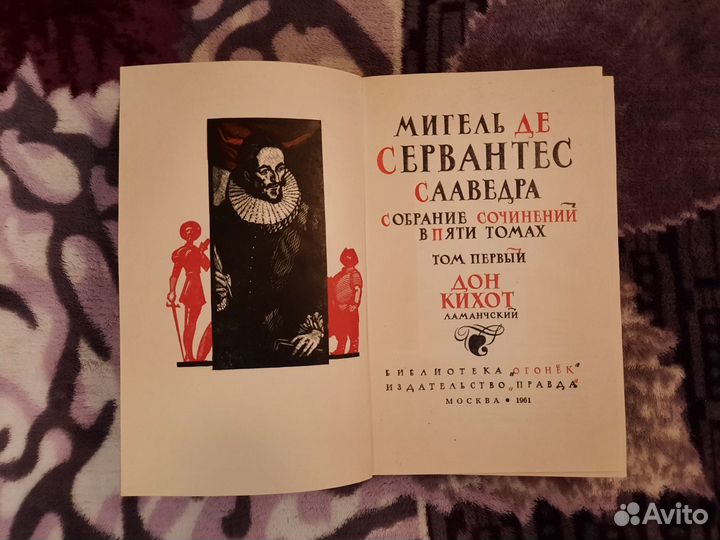 МИГЕЛЬ ДЕ
СЕРВАНТЕС
СААВЕДРА
СОБРАНИЕ СОЧИНЕНИЙ
В ПЯТИ ТОМАХ
ТОМ ПЕРВЫЙ
ДОН
КИХОТ
ЛАМАНЧСКИЙ
БИБЛИОТЕКА „ОГОНЁК"
ИЗДАТЕЛЬСТВО „ПРАВДА"
МОСКВА • 1961
Avito